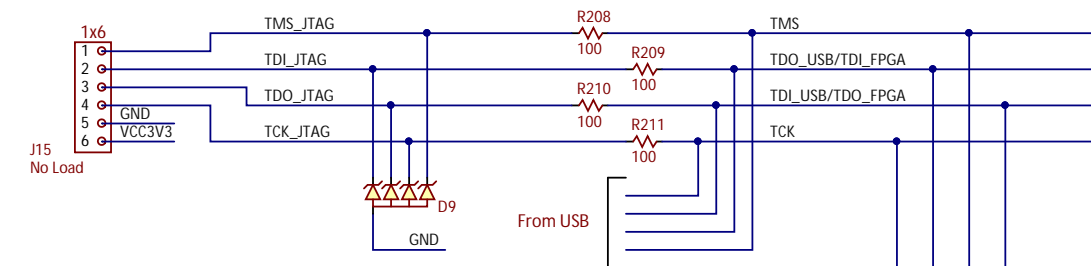 1x6
1
2
3
4
5
6
J15
No Load
GND
VCC3V3
TMS_JTAG
TDI_JTAG
TDO_JTAG
TCK_JTAG
R208
100
R209
100
R210
100
R211
100
TMS
TDO_USB/TDI_FPGA
TDI_USB/TDO_FPGA
TCK
D9
GND
From USB